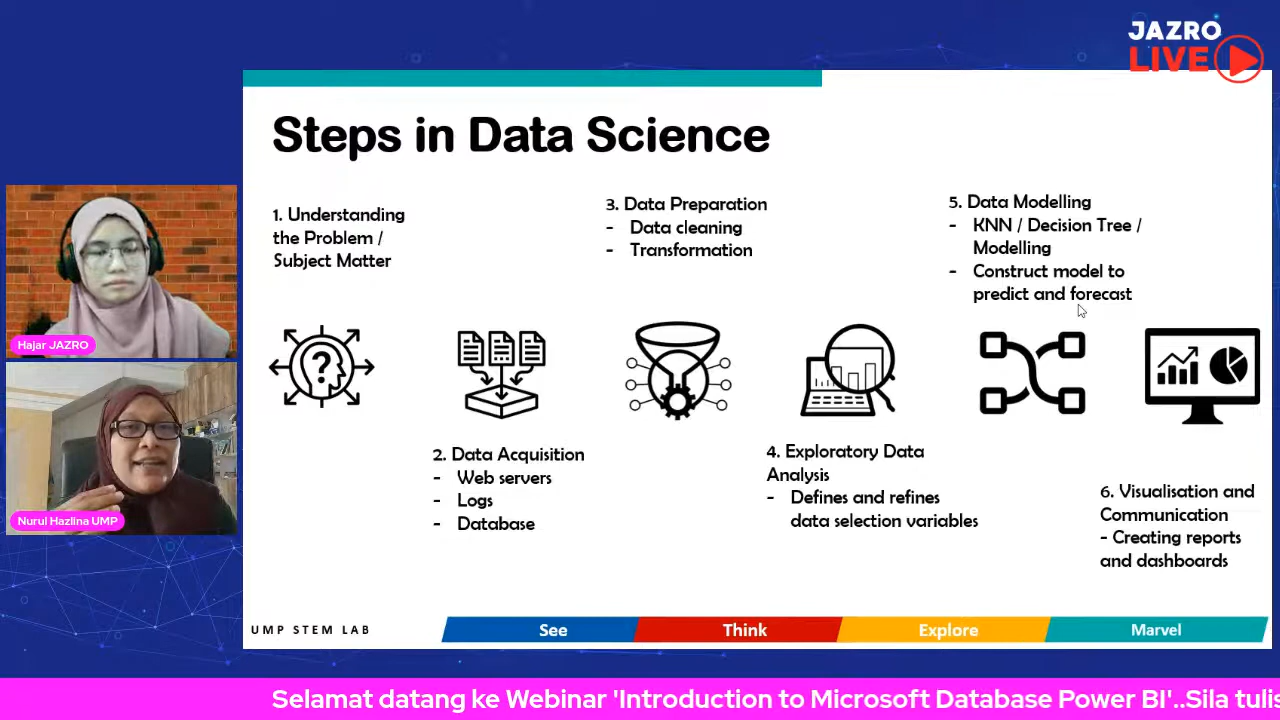 JAZRO
LIVE
Steps in Data Science
1. Understanding
the Problem /
Subject Matter
2. Data Acquisition
- Web servers
- Logs
- Database
3. Data Preparation
- Data cleaning
- Transformation
4. Exploratory Data
Analysis
- Defines and refines
data selection variables
5. Data Modelling
- KNN / Decision Tree /
Modelling
- Construct model to
predict and forecast
6. Visualisation and
Communication
- Creating reports
and dashboards
Hajar JAZRO
Nurul Hazlina UMP
UMP STEM LAB
See
Think
Explore
Marvel
Selamat datang ke Webinar 'Introduction to Microsoft Database Power BI'..Sila tulis